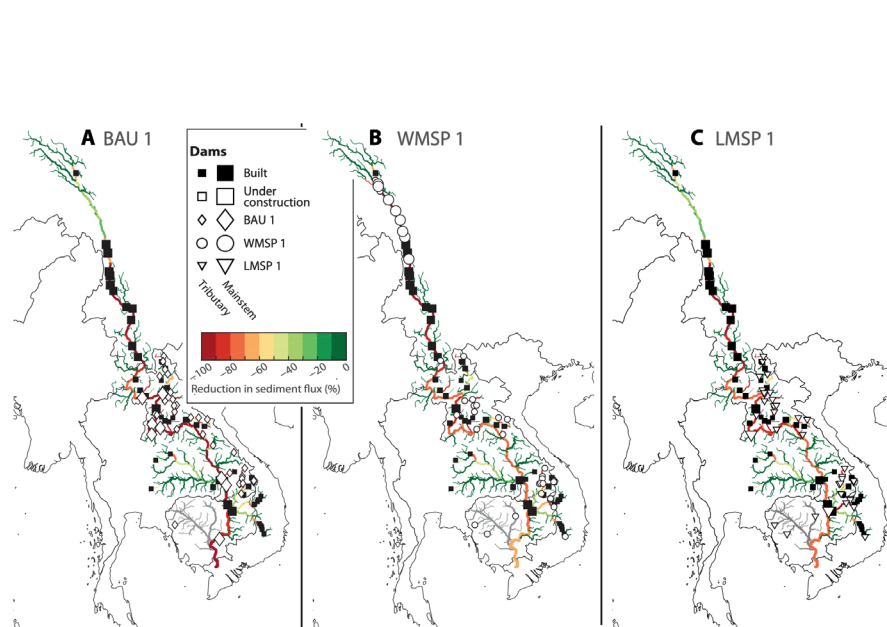 A BAU 1
B WMSP 1
C LMSP 1
Dams
Built
Under
construction
BAU 1
WMSP 1
LMSP 1
Tributary
Mainstem
-100
-80
-60
-40
-20
0
Reduction in sediment flux (%)